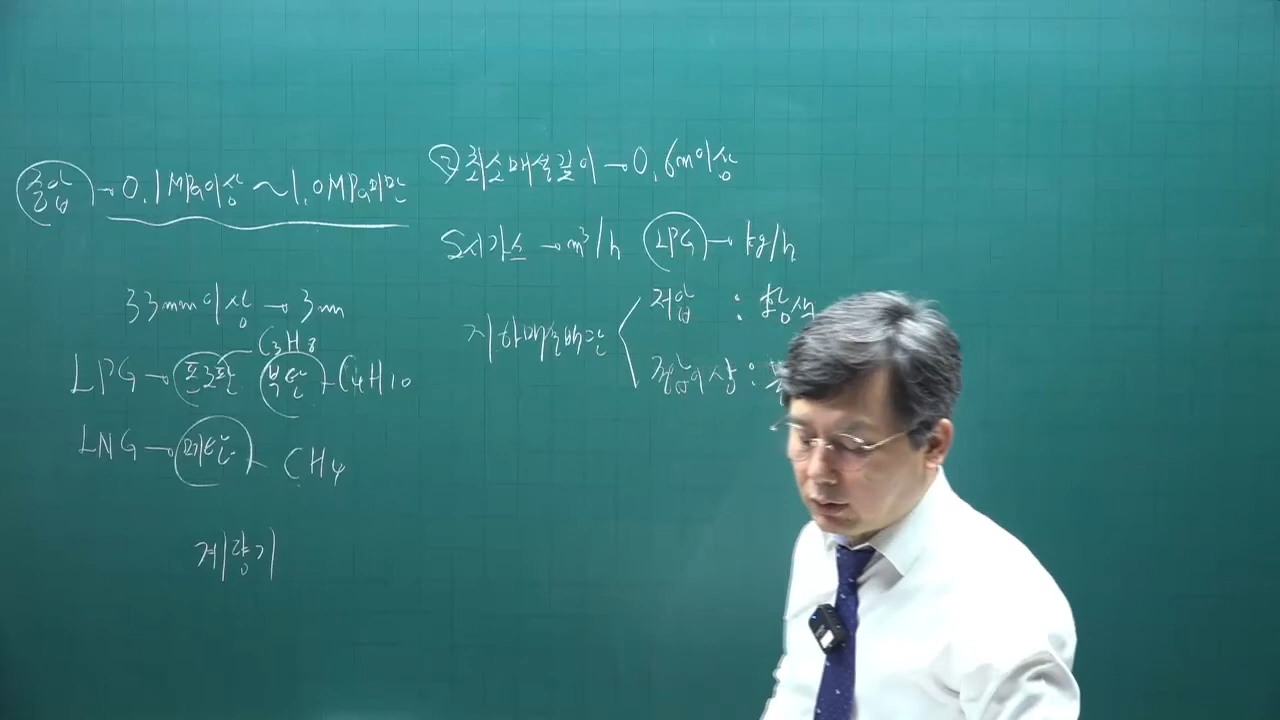 중압 → 0.1MPa이상 ~ 1.0MPa미만
33mm이상 → 3m
LPG → 프로판 C3H8 부탄 C4H10
LNG → 메탄 CH4
계량기
② 최소매설깊이 → 0.6m이상
도시가스 → m³/h LPG → kg/h
지하매설배관
저압 : 황색
중압이상 :